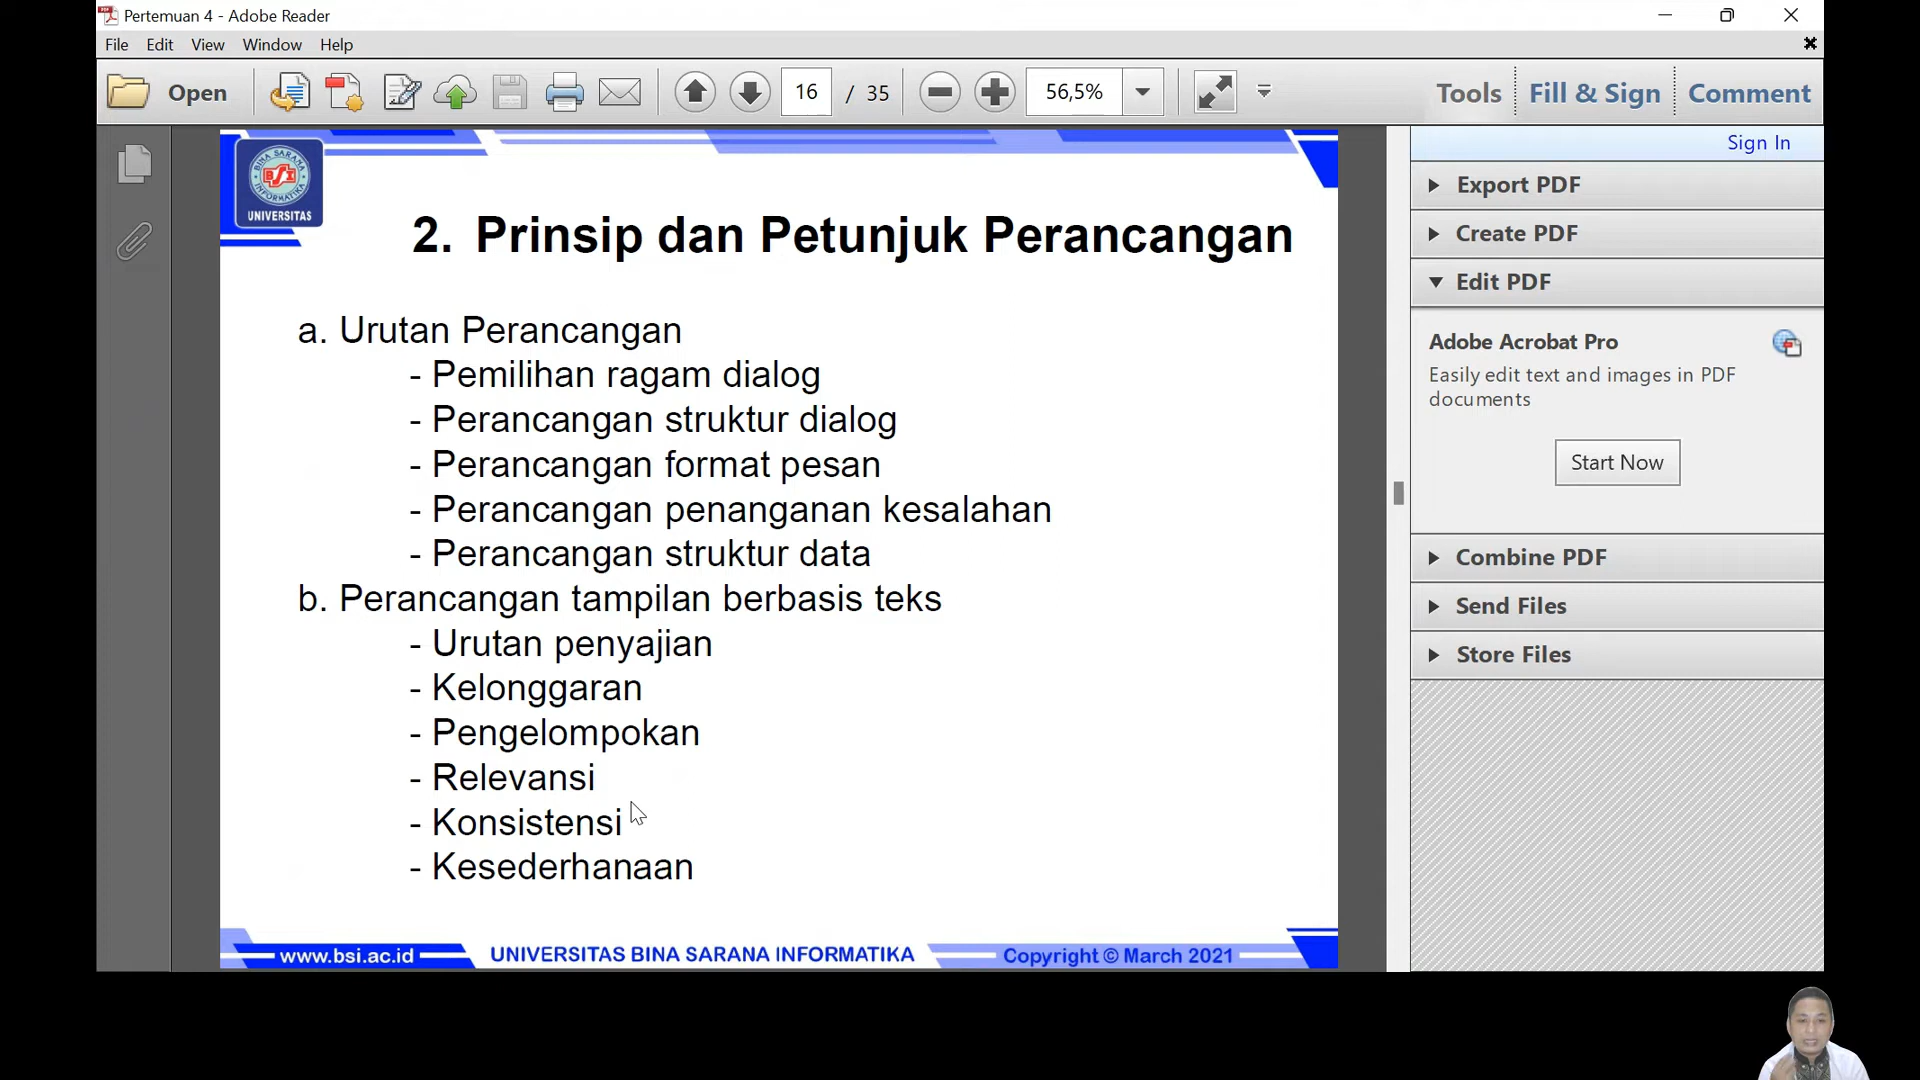 Pertemuan 4 - Adobe Reader
File Edit View Window Help
Open 16 / 35 56,5% Tools Fill & Sign Comment
Sign In
Export PDF
Create PDF
Edit PDF
Adobe Acrobat Pro
Easily edit text and images in PDF
documents
Start Now
Combine PDF
Send Files
Store Files
BINA SARANA INFORMATIKA
BSI
UNIVERSITAS
2. Prinsip dan Petunjuk Perancangan
a. Urutan Perancangan
- Pemilihan ragam dialog
- Perancangan struktur dialog
- Perancangan format pesan
- Perancangan penanganan kesalahan
- Perancangan struktur data
b. Perancangan tampilan berbasis teks
- Urutan penyajian
- Kelonggaran
- Pengelompokan
- Relevansi
- Konsistensi
- Kesederhanaan
www.bsi.ac.id UNIVERSITAS BINA SARANA INFORMATIKA Copyright © March 2021